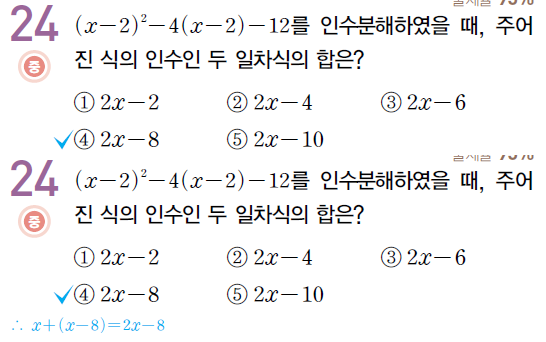 24 (x-2)²-4(x-2)-12를 인수분해하였을 때, 주어
중 진 식의 인수인 두 일차식의 합은?
① 2x-2 ② 2x-4 ③ 2x-6
④ 2x-8 ⑤ 2x-10
24 (x-2)²-4(x-2)-12를 인수분해하였을 때, 주어
중 진 식의 인수인 두 일차식의 합은?
① 2x-2 ② 2x-4 ③ 2x-6
④ 2x-8 ⑤ 2x-10
∴ x+(x-8)=2x-8